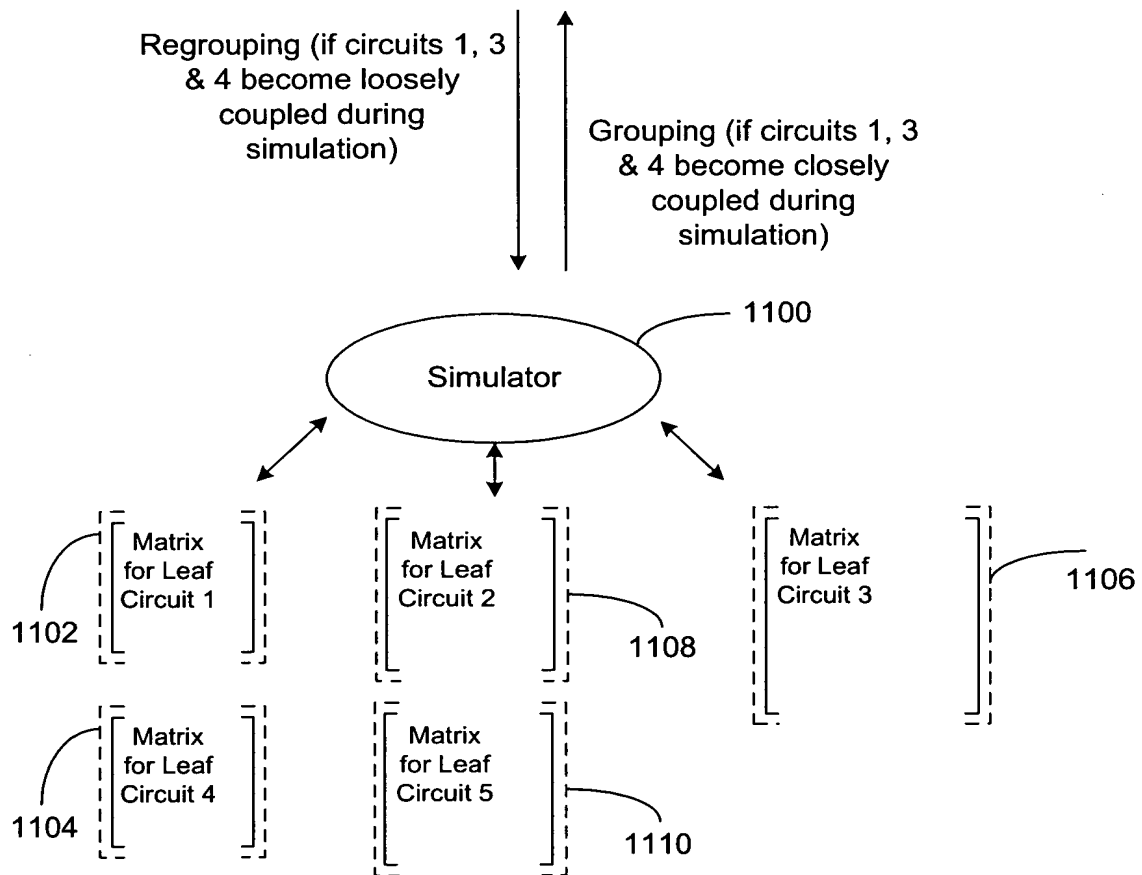 Regrouping (if circuits 1, 3
& 4 become loosely
coupled during
simulation)
Grouping (if circuits 1, 3
& 4 become closely
coupled during
simulation)
1100
Simulator
Matrix
for Leaf
Circuit 1
Matrix
for Leaf
Circuit 2
Matrix
for Leaf
Circuit 3
1106
1102
1108
Matrix
for Leaf
Circuit 4
Matrix
for Leaf
Circuit 5
1104
1110